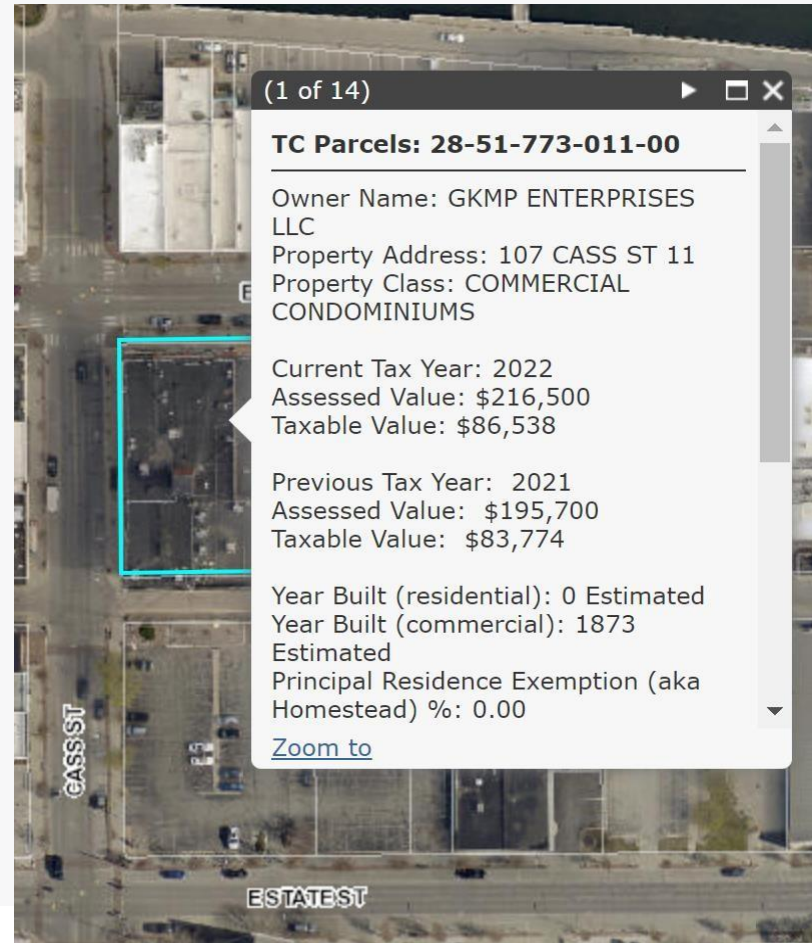 (1 of 14)
TC Parcels: 28-51-773-011-00
Owner Name: GKMP ENTERPRISES
LLC
Property Address: 107 CASS ST 11
Property Class: COMMERCIAL
CONDOMINIUMS
Current Tax Year: 2022
Assessed Value: $216,500
Taxable Value: $86,538
Previous Tax Year:  2021
Assessed Value:  $195,700
Taxable Value:  $83,774
Year Built (residential): 0 Estimated
Year Built (commercial): 1873
Estimated
Principal Residence Exemption (aka
Homestead) %: 0.00
Zoom to
CASS ST
E STATE ST